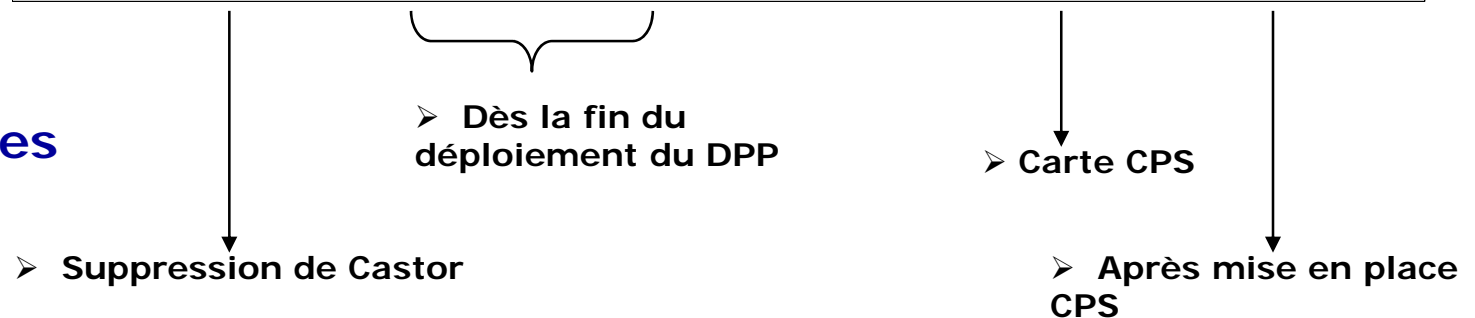 ➢ Dès la fin du
déploiement du DPP
es
➢ Carte CPS
➢ Suppression de Castor
➢ Après mise en place
CPS